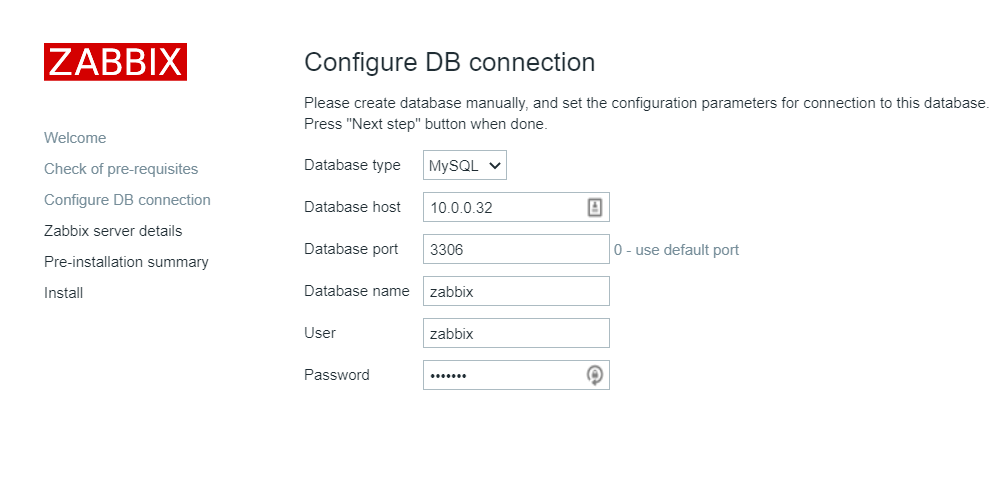 ZABBIX
Welcome
Check of pre-requisites
Configure DB connection
Zabbix server details
Pre-installation summary
Install
Configure DB connection
Please create database manually, and set the configuration parameters for connection to this database.
Press "Next step" button when done.
Database type MySQL
Database host 10.0.0.32
Database port 3306 0 - use default port
Database name zabbix
User zabbix
Password •••••••